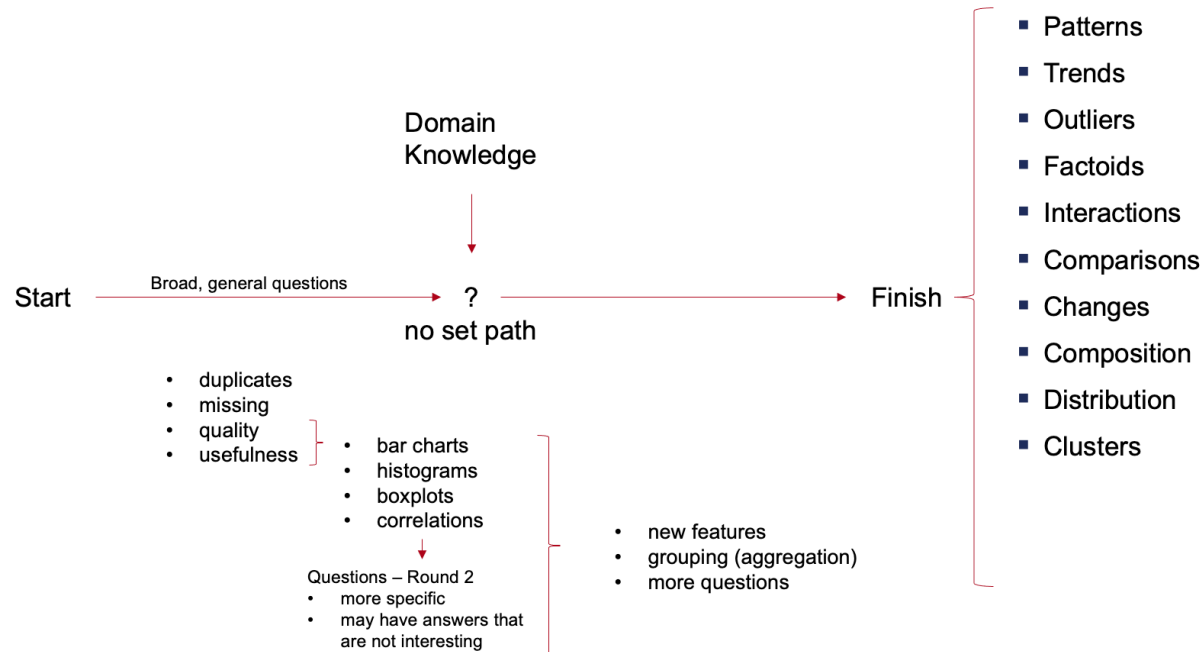 Domain
Knowledge
Start
Broad, general questions
?
no set path
Finish
• duplicates
• missing
• quality
• usefulness
• bar charts
• histograms
• boxplots
• correlations
Questions – Round 2
• more specific
• may have answers that
are not interesting
• new features
• grouping (aggregation)
• more questions
▪ Patterns
▪ Trends
▪ Outliers
▪ Factoids
▪ Interactions
▪ Comparisons
▪ Changes
▪ Composition
▪ Distribution
▪ Clusters